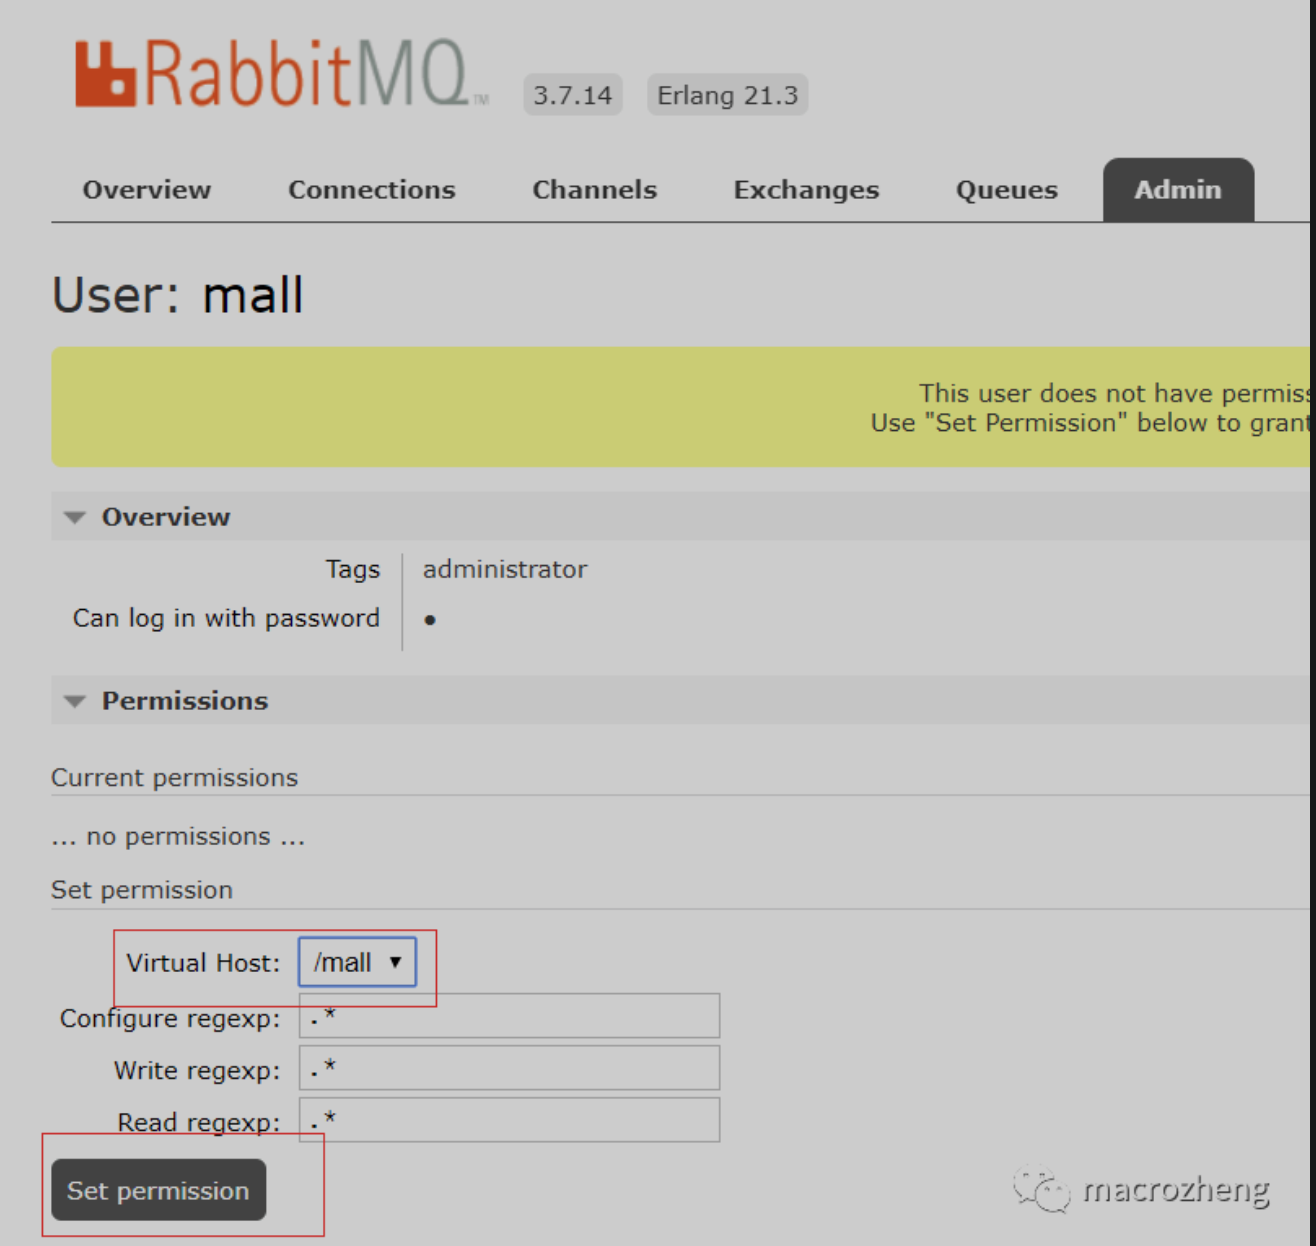 RabbitMQ TM 3.7.14 Erlang 21.3
Overview Connections Channels Exchanges Queues Admin
User: mall
This user does not have permiss
Use "Set Permission" below to grant
Overview
Tags administrator
Can log in with password ●
Permissions
Current permissions
... no permissions ...
Set permission
Virtual Host: /mall
Configure regexp: .*
Write regexp: .*
Read regexp: .*
Set permission
macrozheng